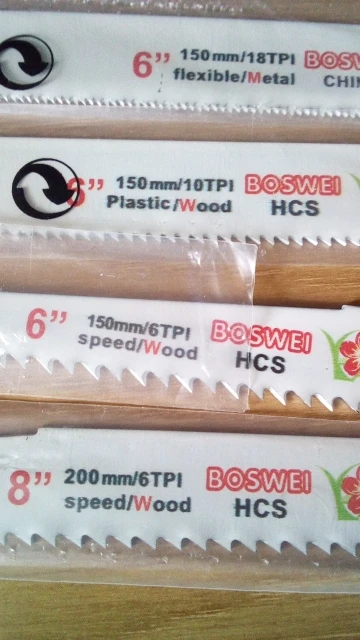 6" 150mm/18TPI BOSW
flexible/Metal CHI
6" 150mm/10TPI BOSWEI
Plastic/Wood HCS
6" 150mm/6TPI BOSWEI
speed/Wood HCS
8" 200mm/6TPI BOSWEI
speed/Wood HCS